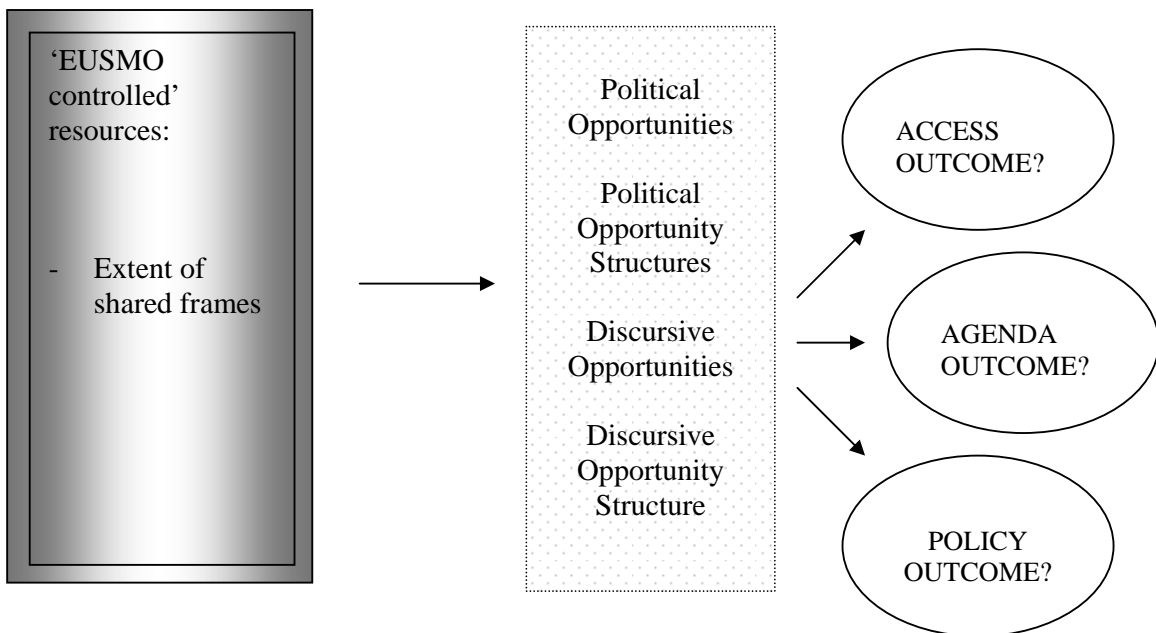 ‘EUSMO
controlled’
resources:
- Extent of
shared frames
Political
Opportunities
Political
Opportunity
Structures
Discursive
Opportunities
Discursive
Opportunity
Structure
ACCESS
OUTCOME?
AGENDA
OUTCOME?
POLICY
OUTCOME?